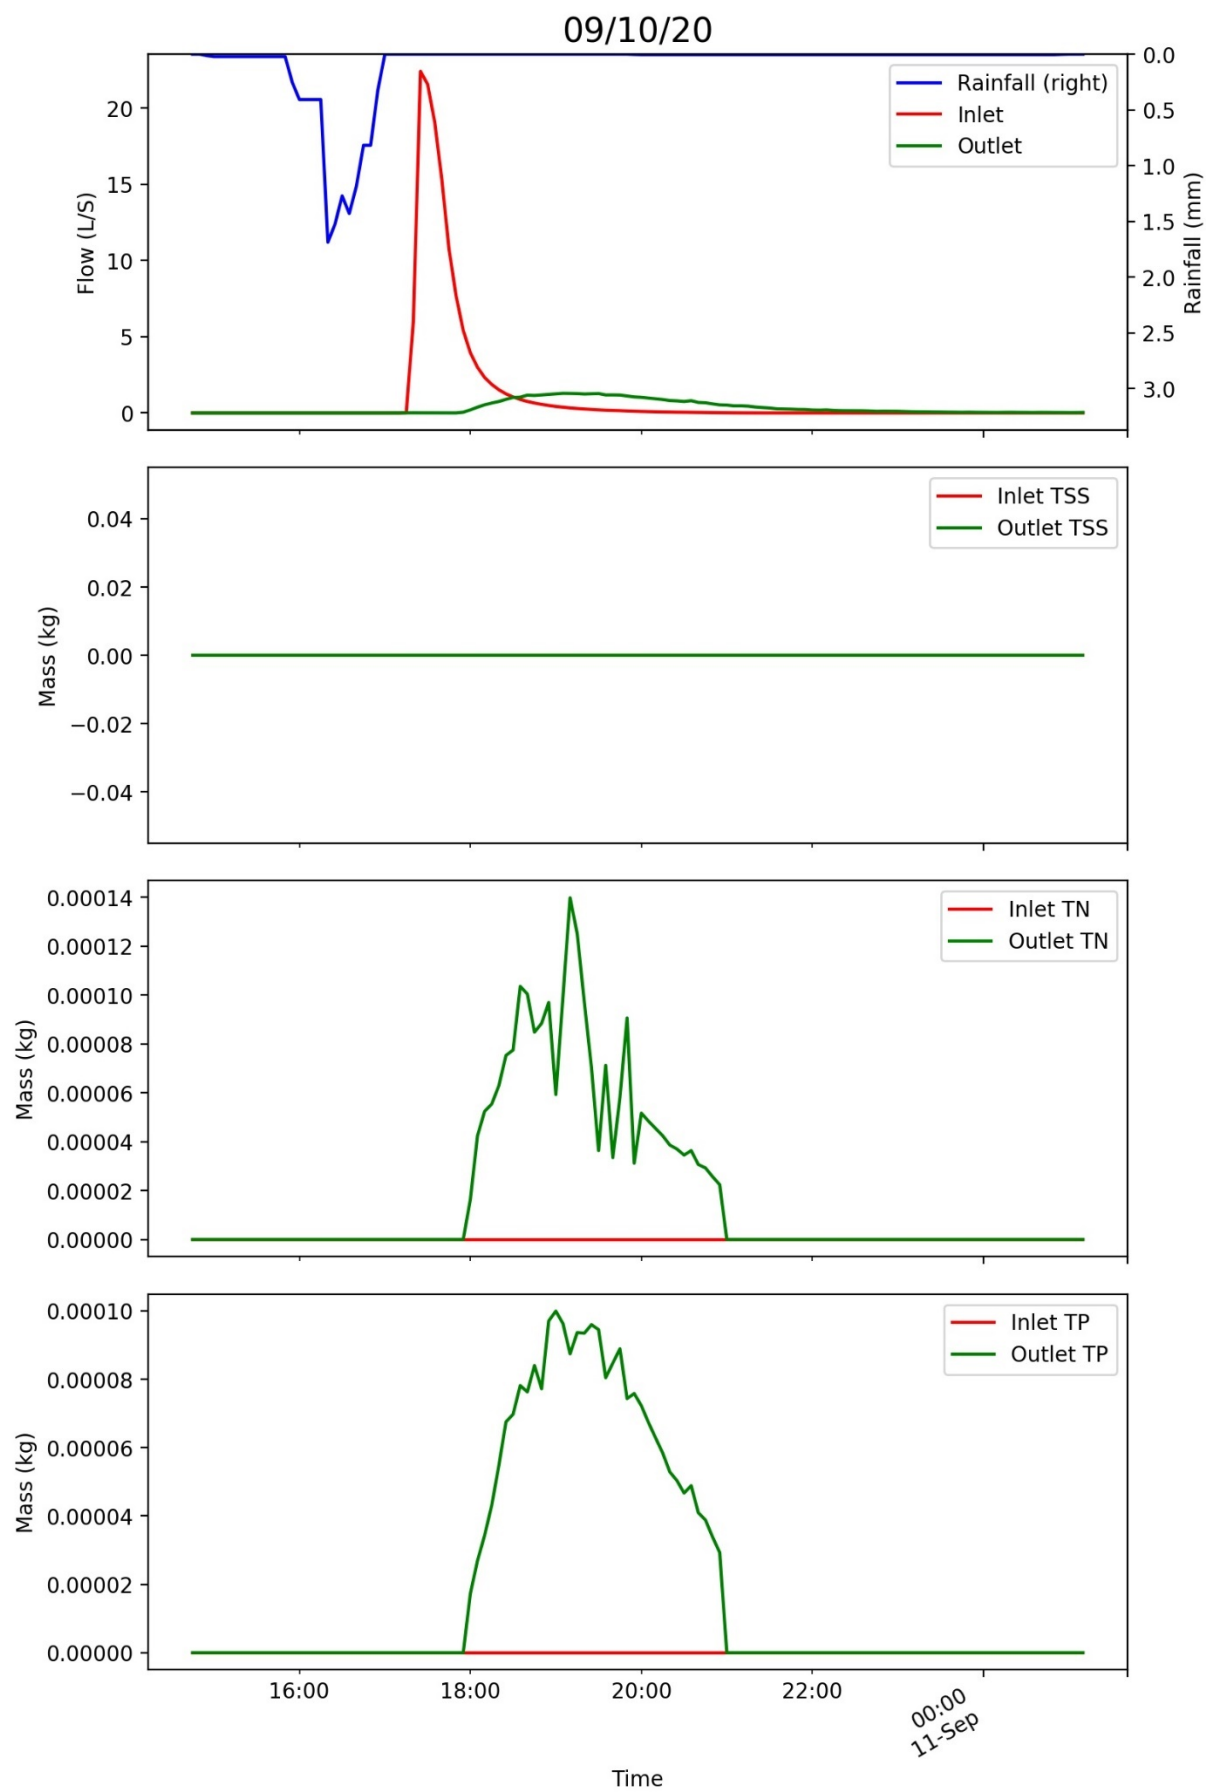 09/10/20
Flow (L/S)
20
15
10
5
0
Rainfall (right)
Inlet
Outlet
0.0
0.5
1.0
1.5
2.0
2.5
3.0
Rainfall (mm)
Mass (kg)
0.04
0.02
0.00
−0.02
−0.04
Inlet TSS
Outlet TSS
Mass (kg)
0.00014
0.00012
0.00010
0.00008
0.00006
0.00004
0.00002
0.00000
Inlet TN
Outlet TN
Mass (kg)
0.00010
0.00008
0.00006
0.00004
0.00002
0.00000
Inlet TP
Outlet TP
16:00
18:00
20:00
22:00
00:00
11-Sep
Time